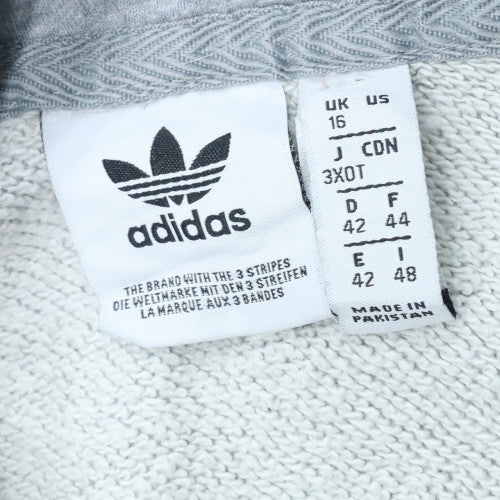 adidas
THE BRAND WITH THE 3 STRIPES
DIE WELTMARKE MIT DEN 3 STREIFEN
LA MARQUE AUX 3 BANDES
UK US
16
J CDN
3XOT
D F
42 44
E I
42 48
MADE IN
PAKISTAN